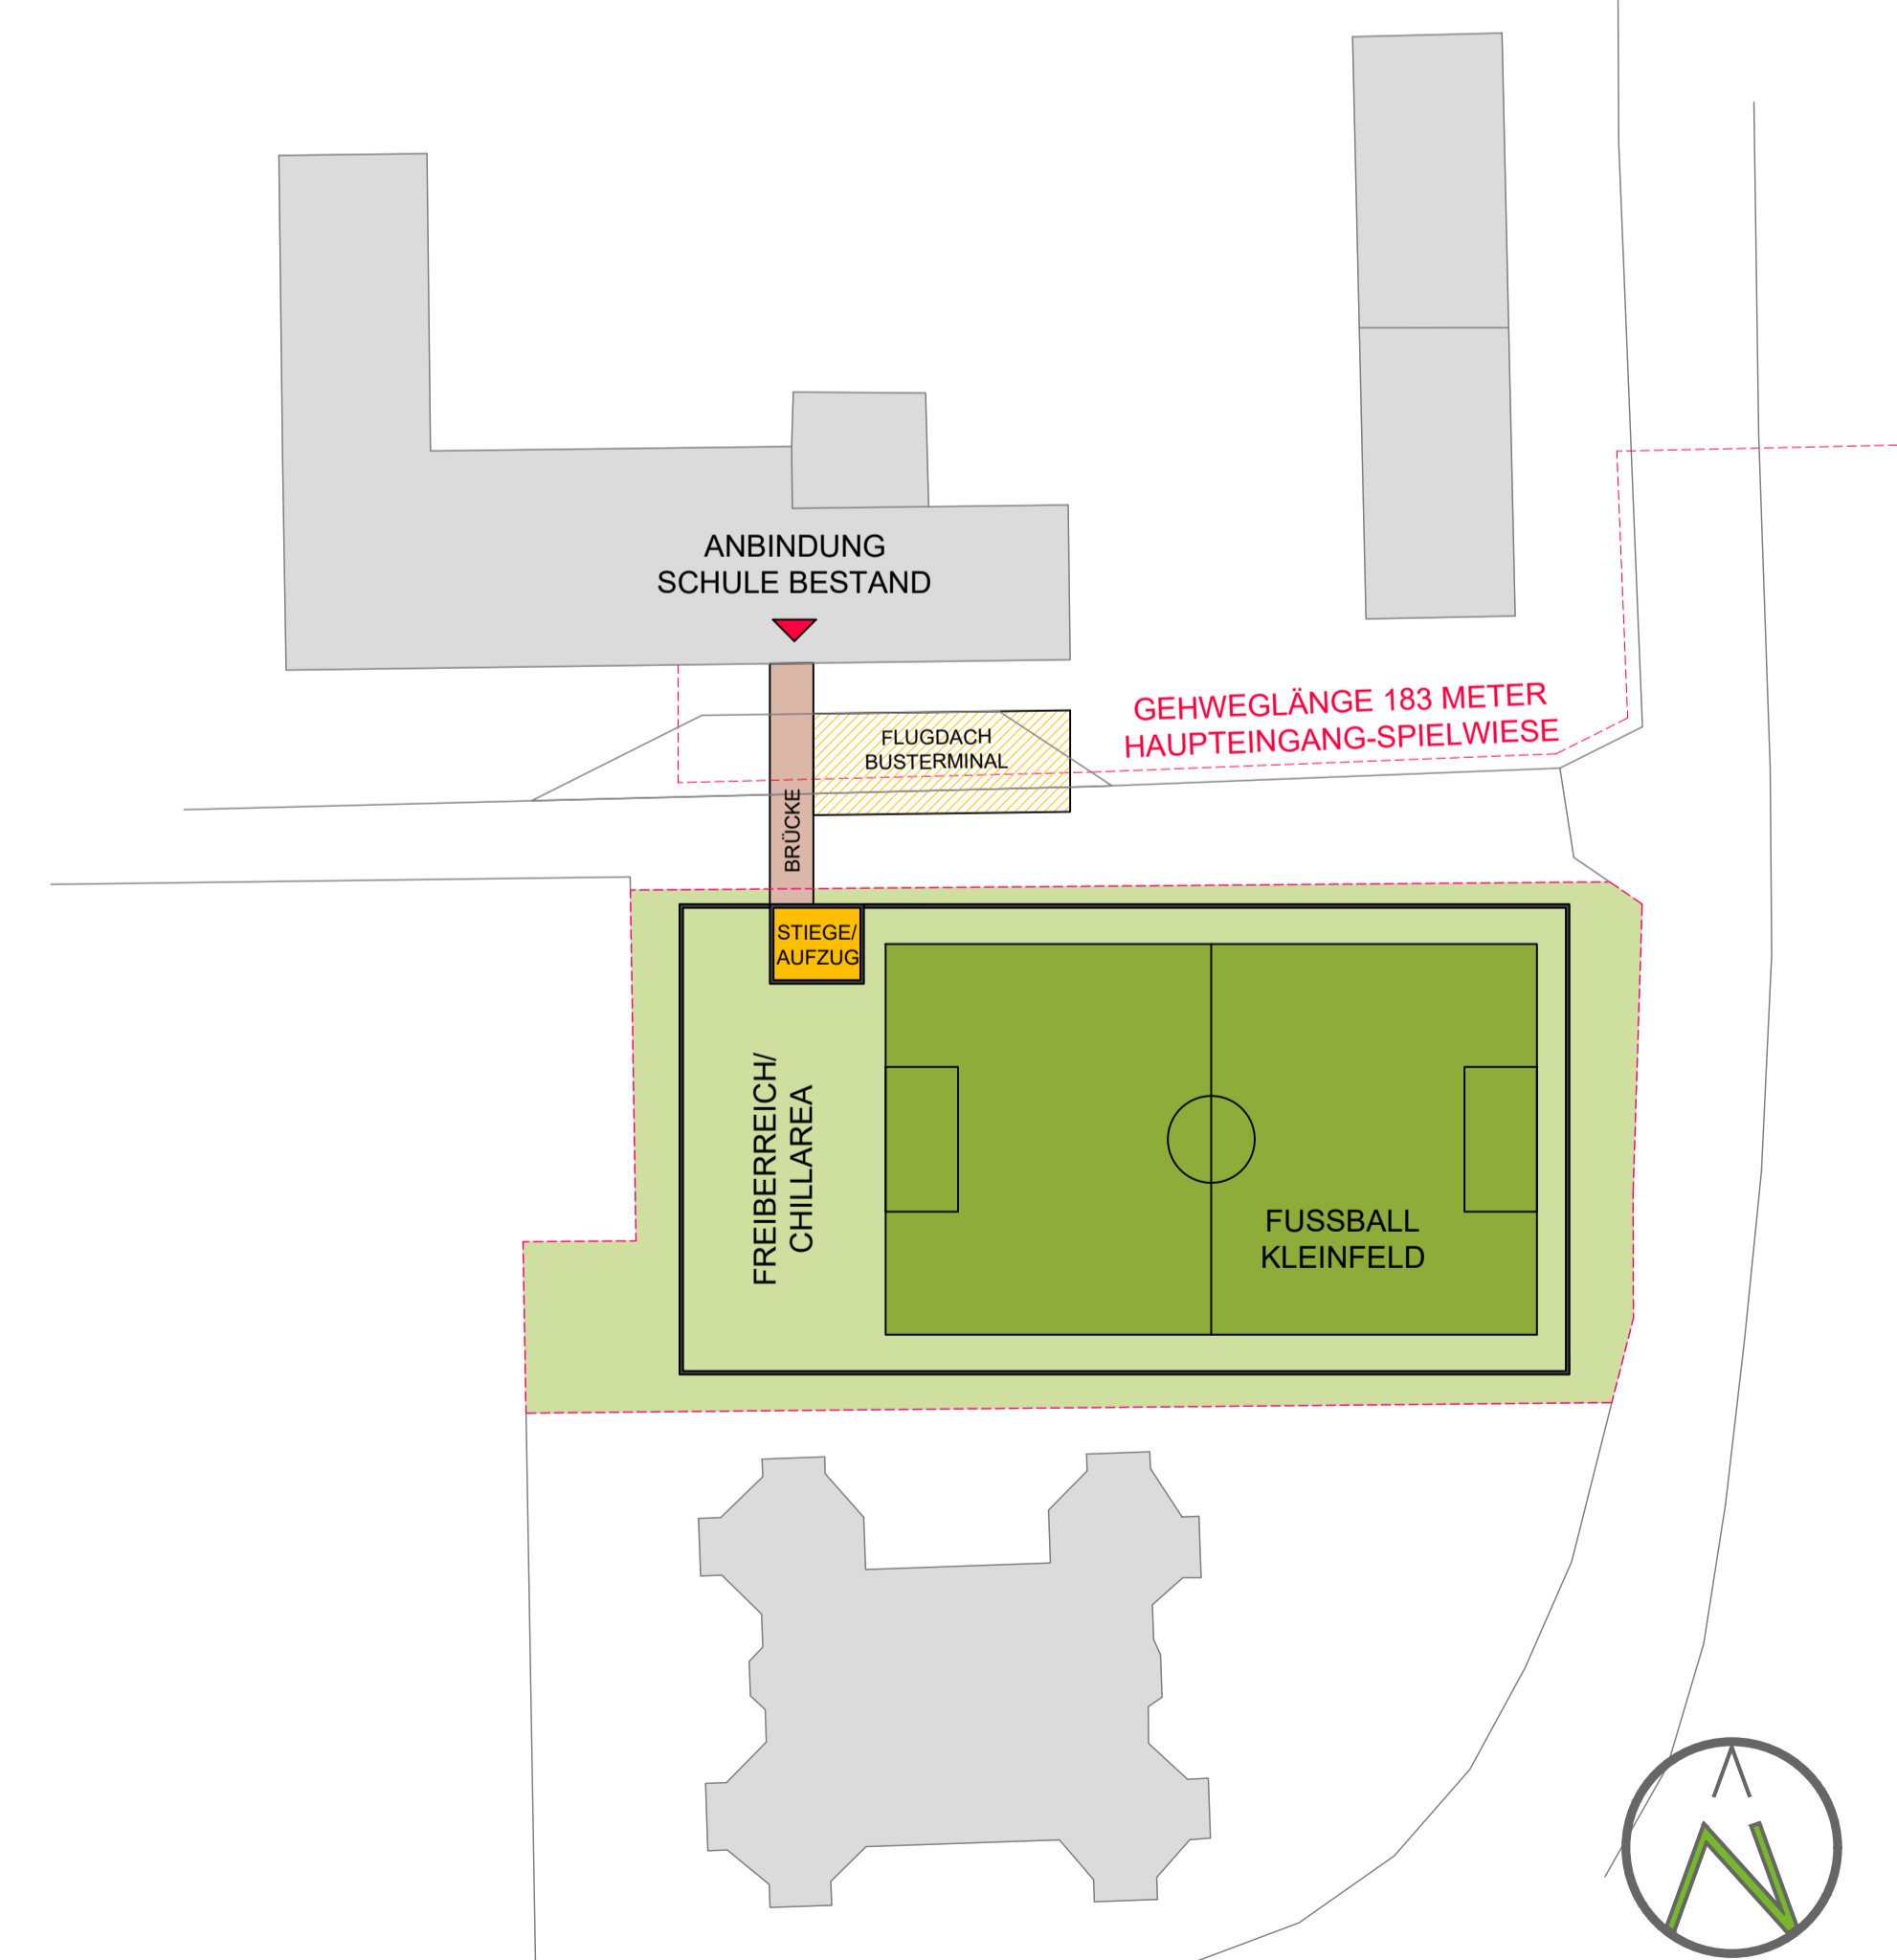 ANBINDUNG
SCHULE BESTAND
GEHWEGLÄNGE 183 METER
HAUPTEINGANG-SPIELWIESE
FLUGDACH
BUSTERMINAL
BRÜCKE
STIEGE/
AUFZUG
FREIBERREICH/
CHILLAREA
FUSSBALL
KLEINFELD
N